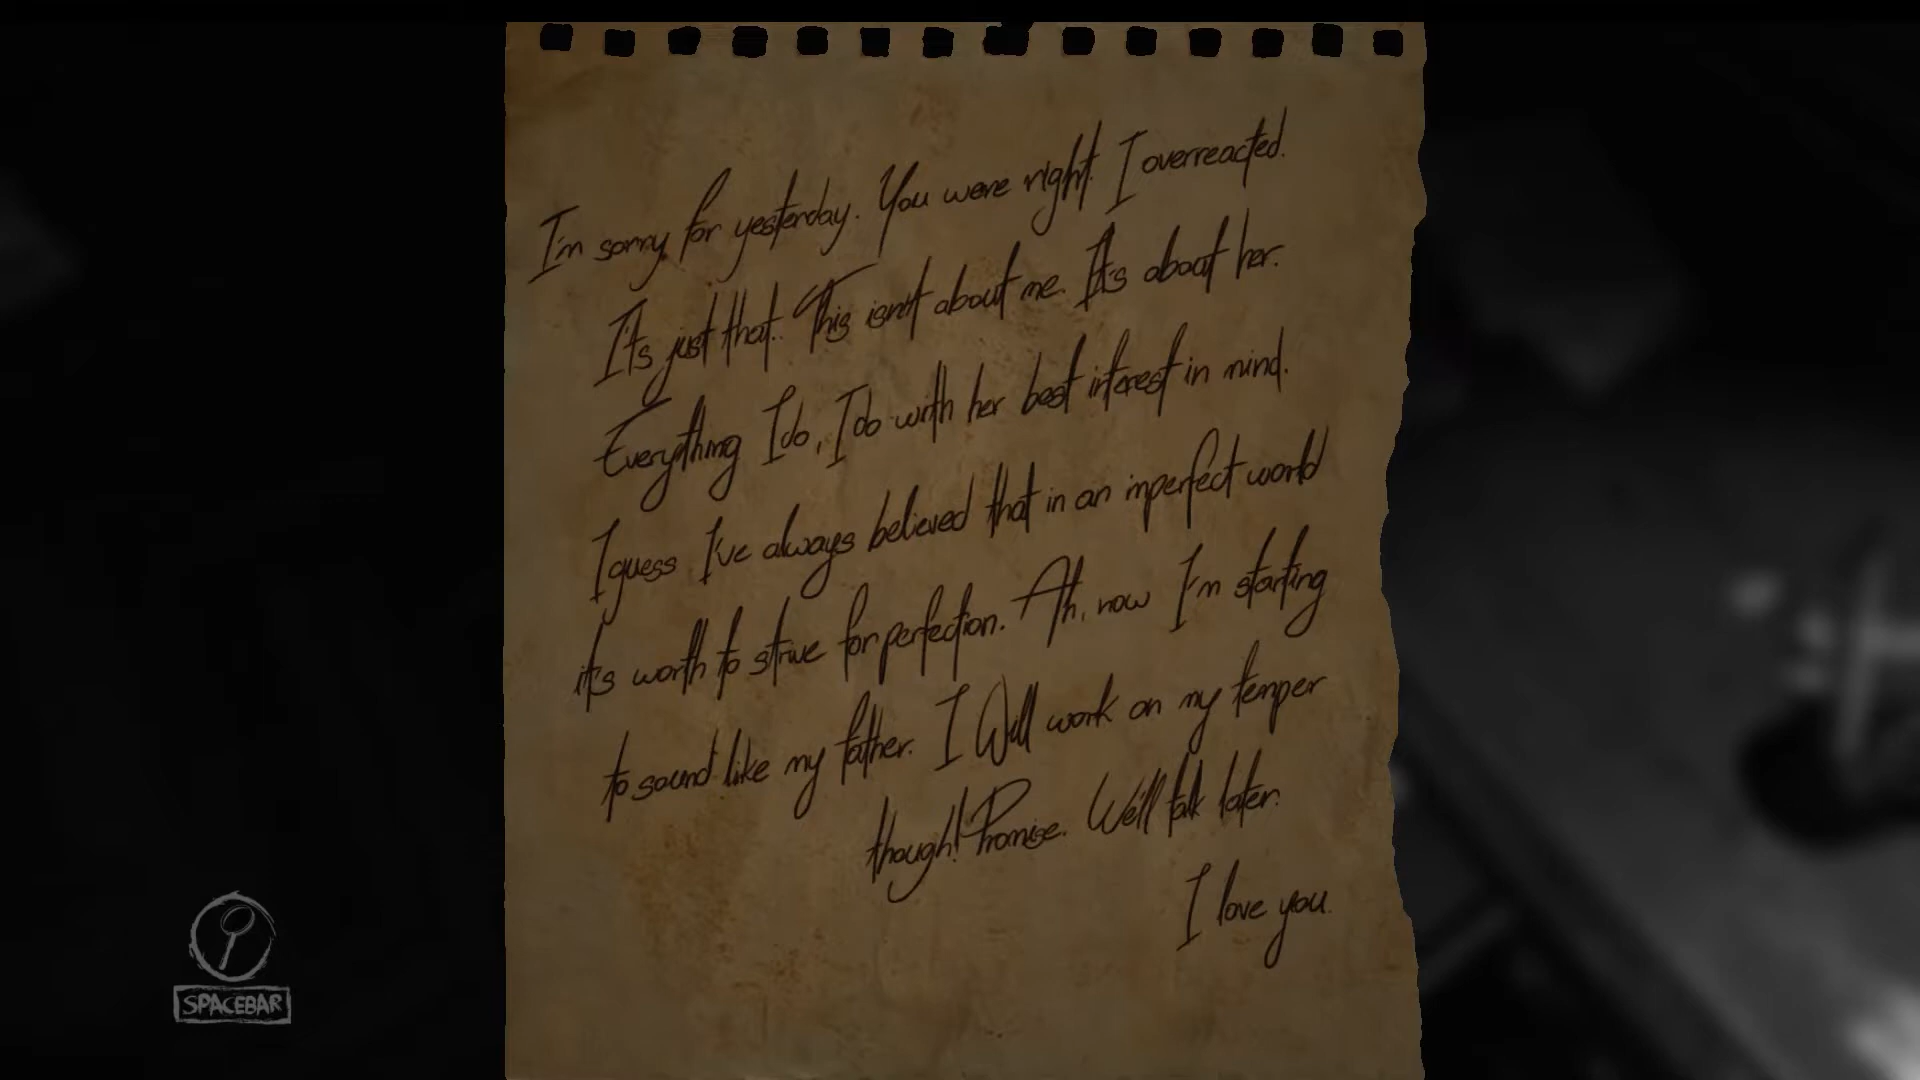 I'm sorry for yesterday. You were right. I overreacted.
It's just that.. This isn't about me. It's about her.
Everything I do, I do with her best interest in mind.
I guess I've always believed that in an imperfect world
it's worth to strive for perfection. Ah, now I'm starting
to sound like my father. I Will work on my temper
though! Promise. We'll talk later.
I love you.
SPACEBAR